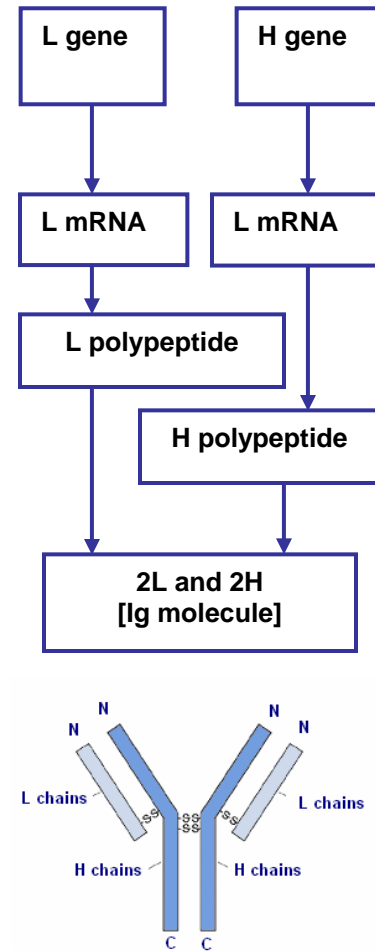 L gene
H gene
L mRNA
L mRNA
L polypeptide
H polypeptide
2L and 2H
[Ig molecule]
N
N
N
N
L chains
L chains
SS
SS
SS
SS
H chains
H chains
C
C